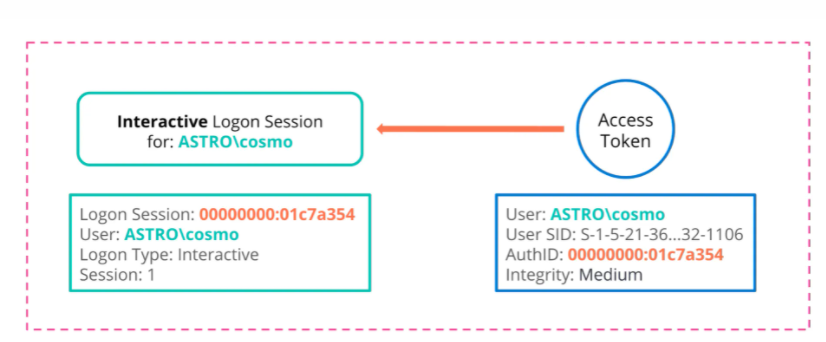 Interactive Logon Session
for: ASTRO\cosmo
Access
Token
Logon Session: 00000000:01c7a354
User: ASTRO\cosmo
Logon Type: Interactive
Session: 1
User: ASTRO\cosmo
User SID: S-1-5-21-36...32-1106
AuthID: 00000000:01c7a354
Integrity: Medium